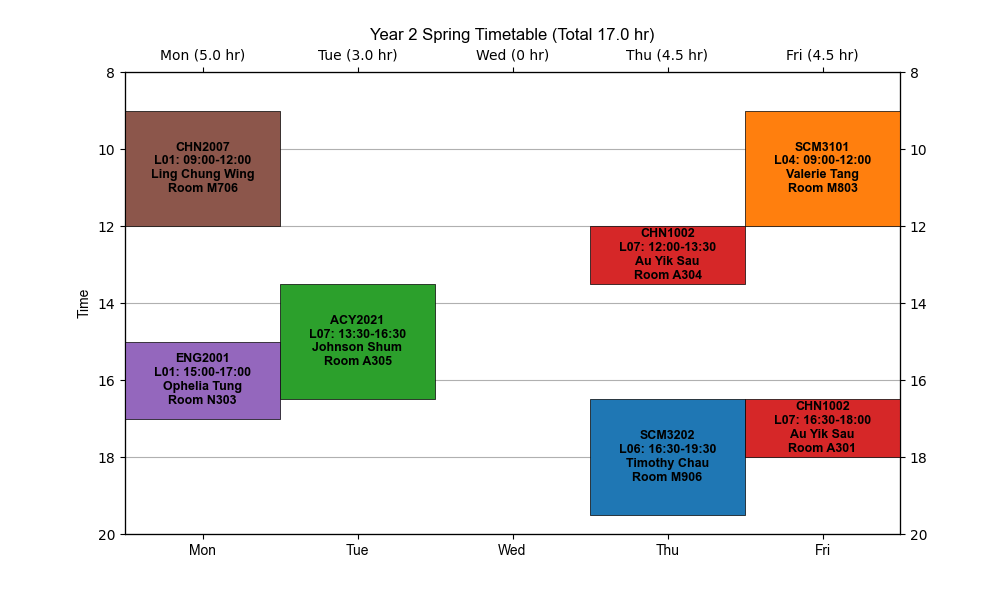 Year 2 Spring Timetable (Total 17.0 hr)
Mon (5.0 hr) Tue (3.0 hr) Wed (0 hr) Thu (4.5 hr) Fri (4.5 hr)
8 8
CHN2007
L01: 09:00-12:00
Ling Chung Wing
Room M706
SCM3101
L04: 09:00-12:00
Valerie Tang
Room M803
10 10
12 12
CHN1002
L07: 12:00-13:30
Au Yik Sau
Room A304
Time
14 14
ACY2021
L07: 13:30-16:30
Johnson Shum
Room A305
ENG2001
L01: 15:00-17:00
Ophelia Tung
Room N303
16 16
SCM3202
L06: 16:30-19:30
Timothy Chau
Room M906
CHN1002
L07: 16:30-18:00
Au Yik Sau
Room A301
18 18
20 20
Mon Tue Wed Thu Fri